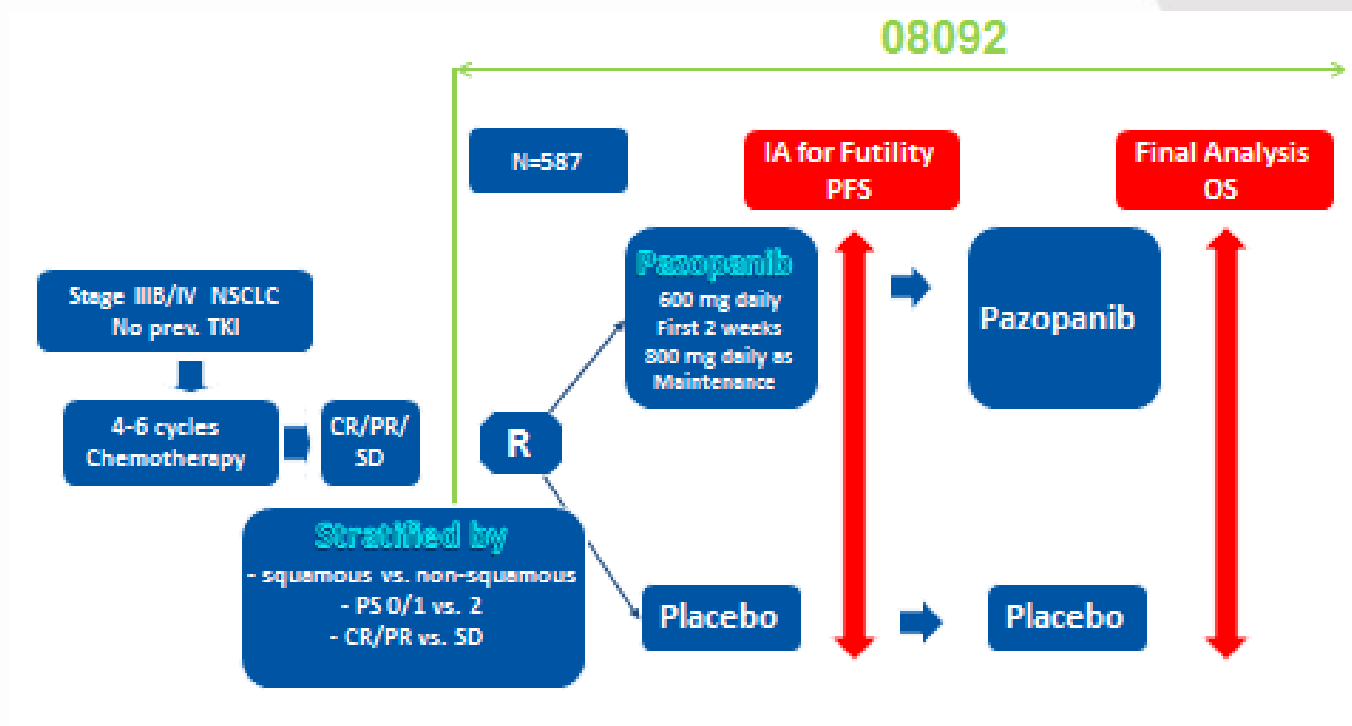 08092
N=587
IA for Futility
PFS
Final Analysis
OS
Stage IIIB/IV NSCLC
No prev. TKI
4-6 cycles
Chemotherapy
CR/PR/
SD
R
Pazopanib
600 mg daily
First 2 weeks
800 mg daily as
Maintenance
Pazopanib
Stratified by
- squamous vs. non-squamous
- PS 0/1 vs. 2
- CR/PR vs. SD
Placebo
Placebo